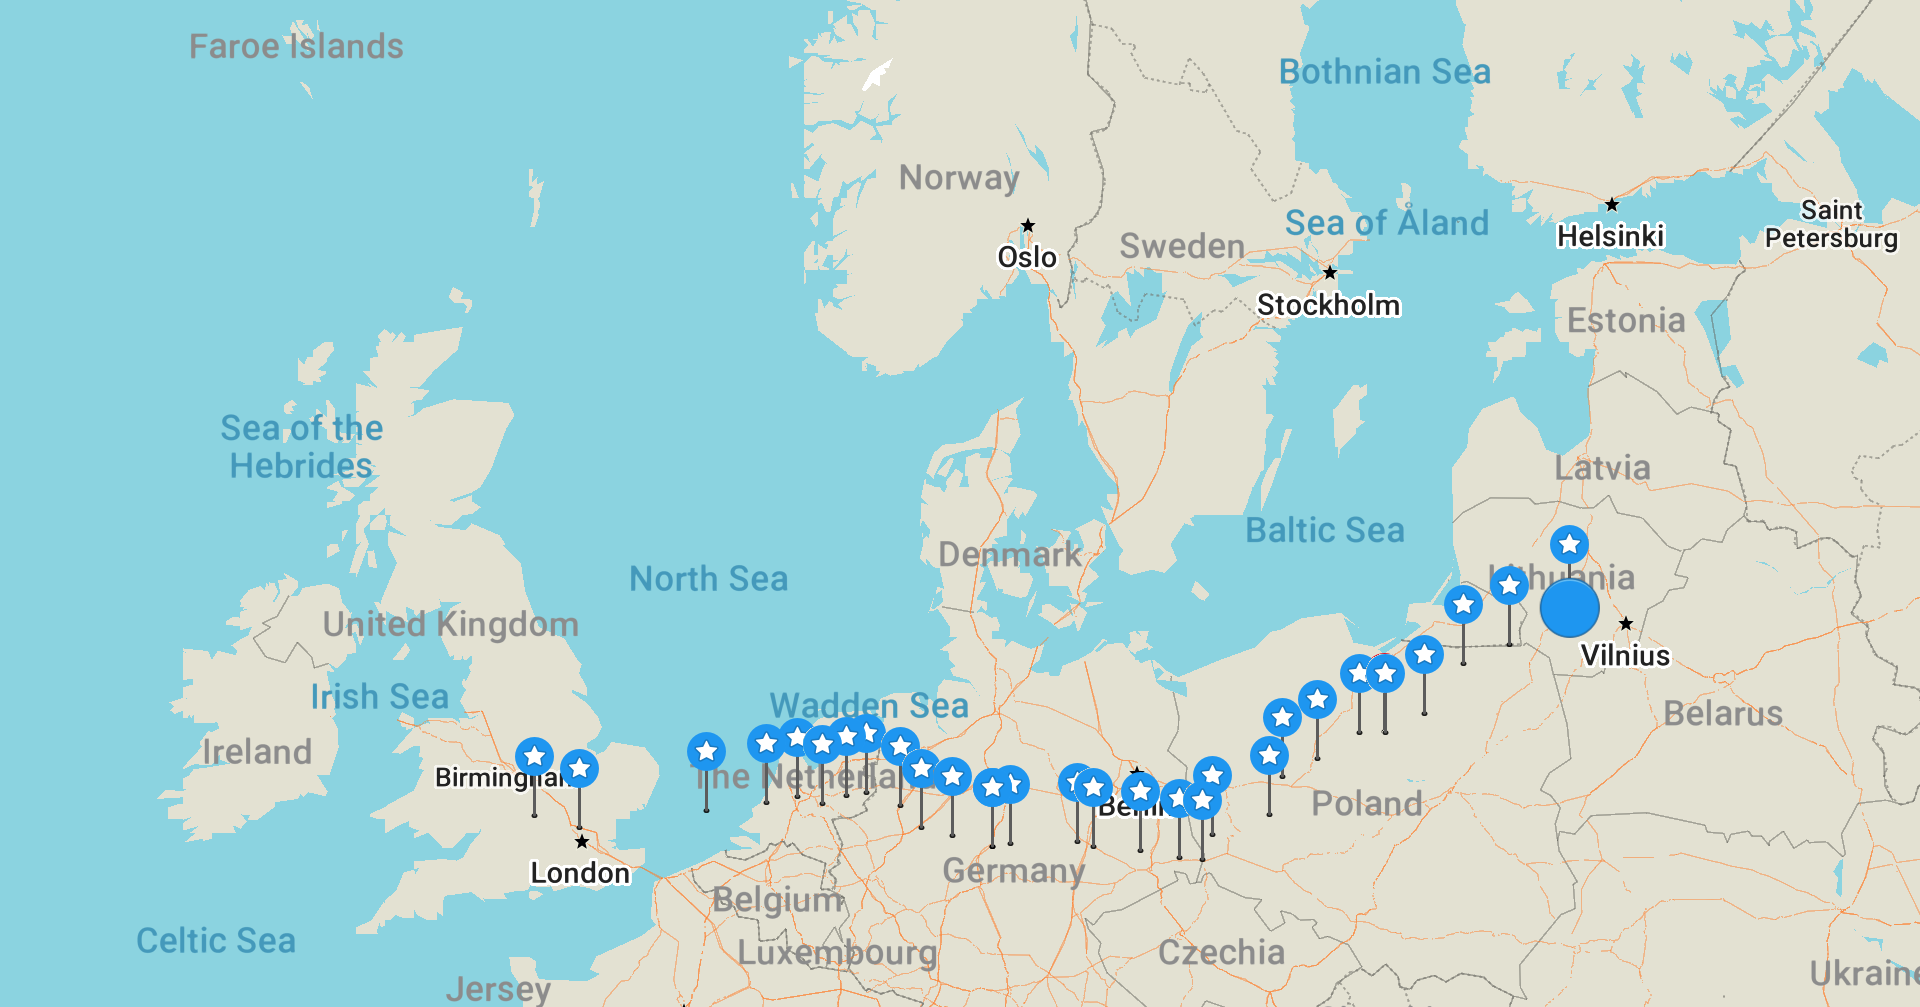 Faroe Islands
Bothnian Sea
Norway
Saint
Petersburg
Sea of Åland
Helsinki
Sweden
Oslo
Stockholm
Estonia
Sea of the
Hebrides
Latvia
Baltic Sea
Denmark
North Sea
Lithuania
United Kingdom
Vilnius
Irish Sea
Wadden Sea
Belarus
Ireland
Birmingham
The Netherla
Poland
Berlin
London
Germany
Belgium
Celtic Sea
Luxembourg
Czechia
Ukraine
Jersey